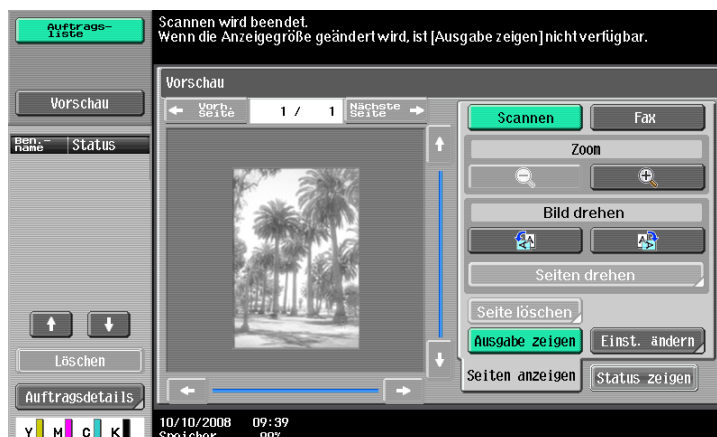 Auftrags-
liste
Scannen wird beendet.
Wenn die Anzeigegröße geändert wird, ist [Ausgabe zeigen] nicht verfügbar.
Vorschau
Vorschau
Vorh.
Seite
1 / 1
Nächste
Seite
Scannen
Fax
Ben.-
name
Status
Zoom
Bild drehen
Seiten drehen
Seite löschen
Ausgabe zeigen
Einst. ändern
Löschen
Seiten anzeigen
Status zeigen
Auftragsdetails
Y M C K
10/10/2008 09:39
Speicher 99%